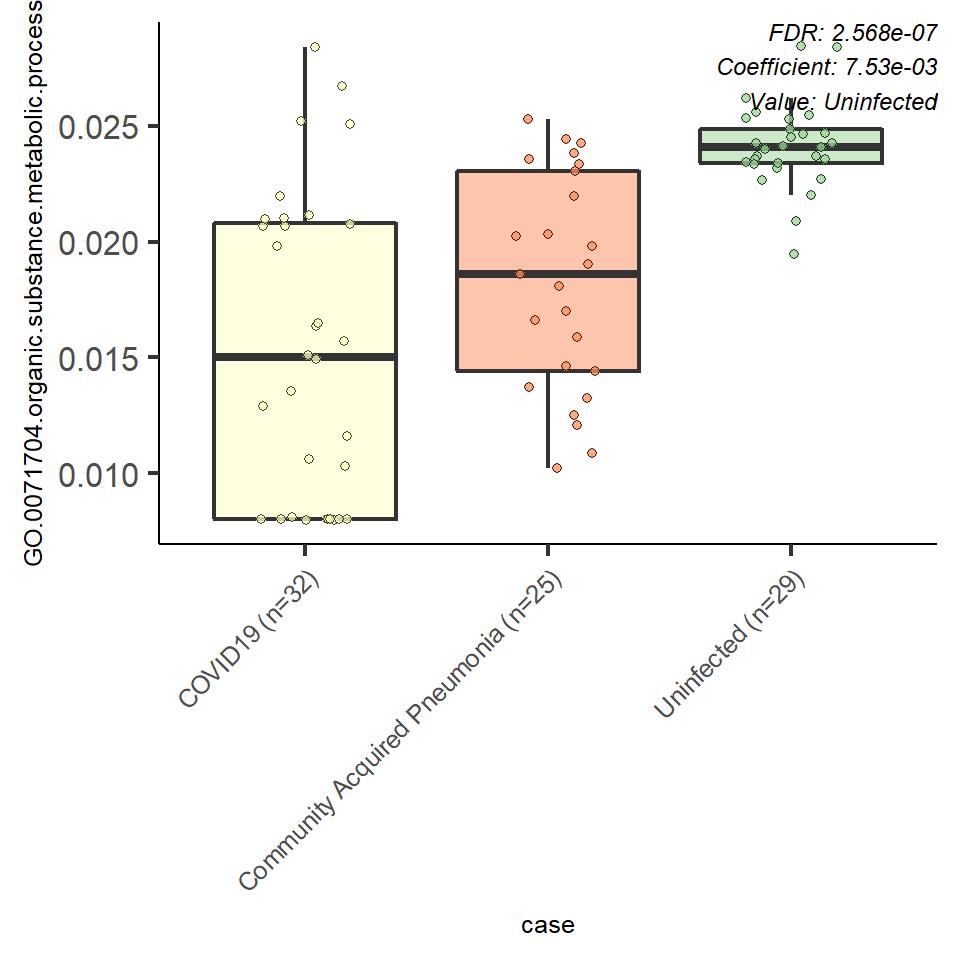 GO.0071704.organic.substance.metabolic.process
FDR: 2.568e-07
Coefficient: 7.53e-03
Value: Uninfected
0.025
0.020
0.015
0.010
COVID19 (n=32)
Community Acquired Pneumonia (n=25)
Uninfected (n=29)
case